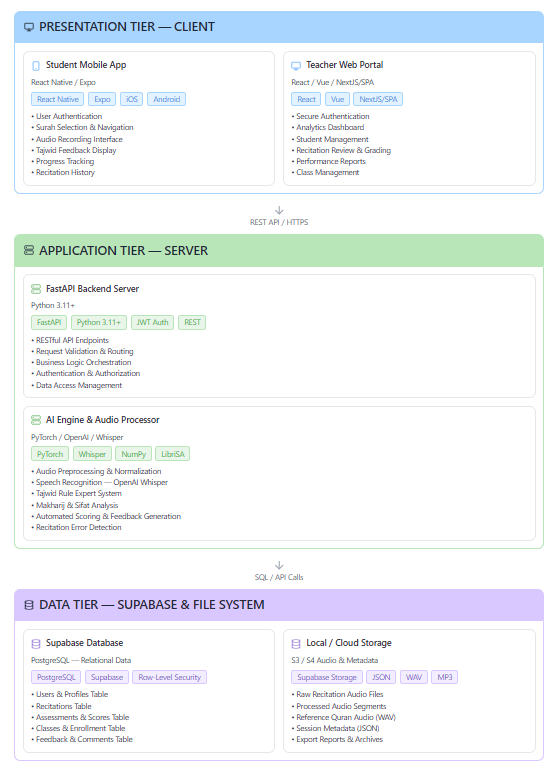 PRESENTATION TIER — CLIENT
Student Mobile App
React Native / Expo
React Native Expo iOS Android
• User Authentication
• Surah Selection & Navigation
• Audio Recording Interface
• Tajwid Feedback Display
• Progress Tracking
• Recitation History
Teacher Web Portal
React / Vue / NextJS/SPA
React Vue NextJS/SPA
• Secure Authentication
• Analytics Dashboard
• Student Management
• Recitation Review & Grading
• Performance Reports
• Class Management
REST API / HTTPS
APPLICATION TIER — SERVER
FastAPI Backend Server
Python 3.11+
FastAPI Python 3.11+ JWT Auth REST
• RESTful API Endpoints
• Request Validation & Routing
• Business Logic Orchestration
• Authentication & Authorization
• Data Access Management
AI Engine & Audio Processor
PyTorch / OpenAI / Whisper
PyTorch Whisper NumPy LibriSA
• Audio Preprocessing & Normalization
• Speech Recognition — OpenAI Whisper
• Tajwid Rule Expert System
• Makharij & Sifat Analysis
• Automated Scoring & Feedback Generation
• Recitation Error Detection
SQL / API Calls
DATA TIER — SUPABASE & FILE SYSTEM
Supabase Database
PostgreSQL — Relational Data
PostgreSQL Supabase Row-Level Security
• Users & Profiles Table
• Recitations Table
• Assessments & Scores Table
• Classes & Enrollment Table
• Feedback & Comments Table
Local / Cloud Storage
S3 / S4 Audio & Metadata
Supabase Storage JSON WAV MP3
• Raw Recitation Audio Files
• Processed Audio Segments
• Reference Quran Audio (WAV)
• Session Metadata (JSON)
• Export Reports & Archives